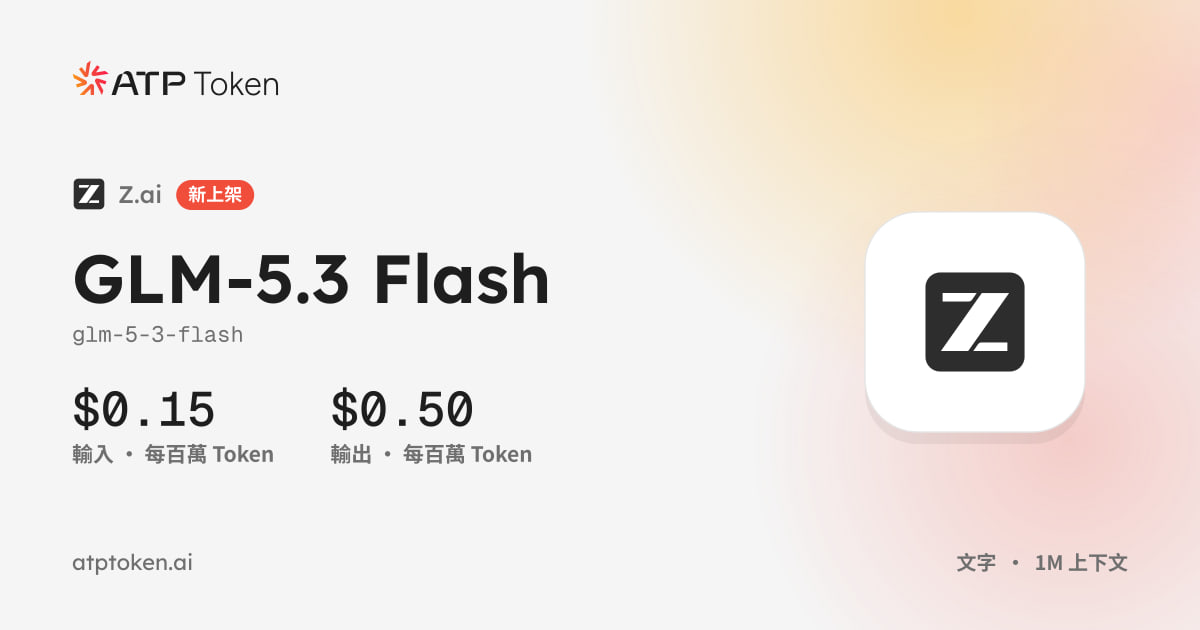 ATP Token
Z.ai 新上架
GLM-5.3 Flash
glm-5-3-flash
$0.15 $0.50
輸入 · 每百萬 Token 輸出 · 每百萬 Token
atptoken.ai 文字 · 1M 上下文